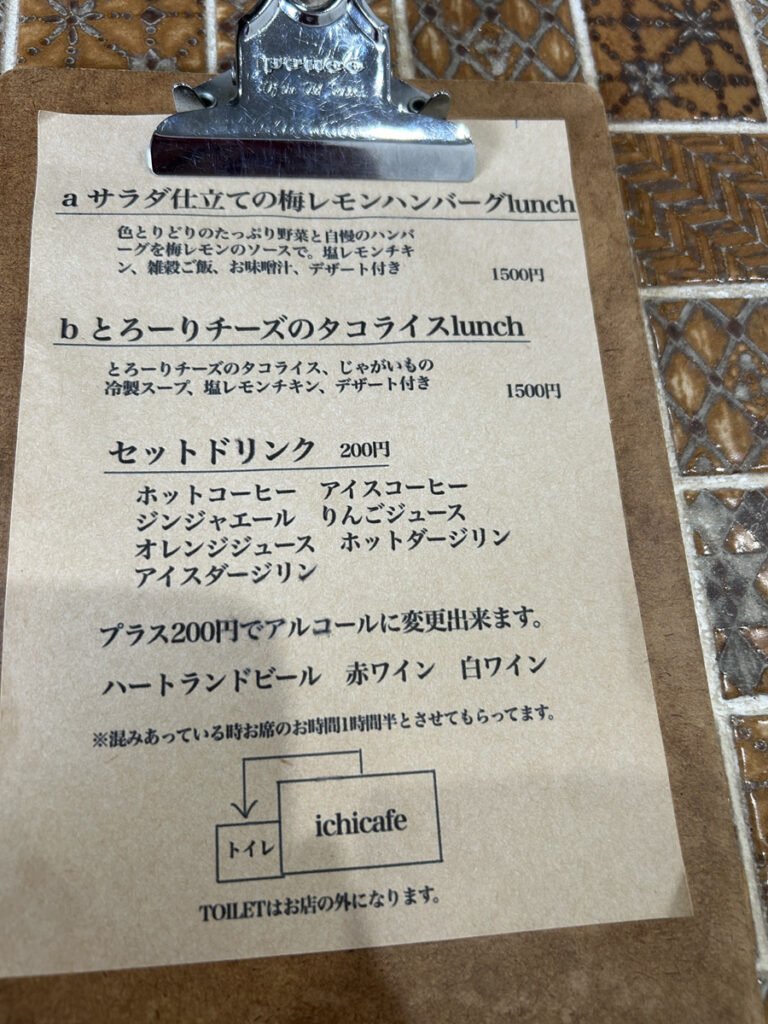 a サラダ仕立ての梅レモンハンバーグlunch
色とりどりのたっぷり野菜と自慢のハンバ
ーグを梅レモンのソースで。塩レモンチキ
ン、雑穀ご飯、お味噌汁、デザート付き
1500円
b とろーりチーズのタコライスlunch
とろーりチーズのタコライス、じゃがいもの
冷製スープ、塩レモンチキン、デザート付き
1500円
セットドリンク 200円
ホットコーヒー アイスコーヒー
ジンジャエール りんごジュース
オレンジジュース ホットダージリン
アイスダージリン
プラス200円でアルコールに変更出来ます。
ハートランドビール 赤ワイン 白ワイン
※混みあっている時お席のお時間1時間半とさせてもらってます。
ichicafe
トイレ
TOILETはお店の外になります。